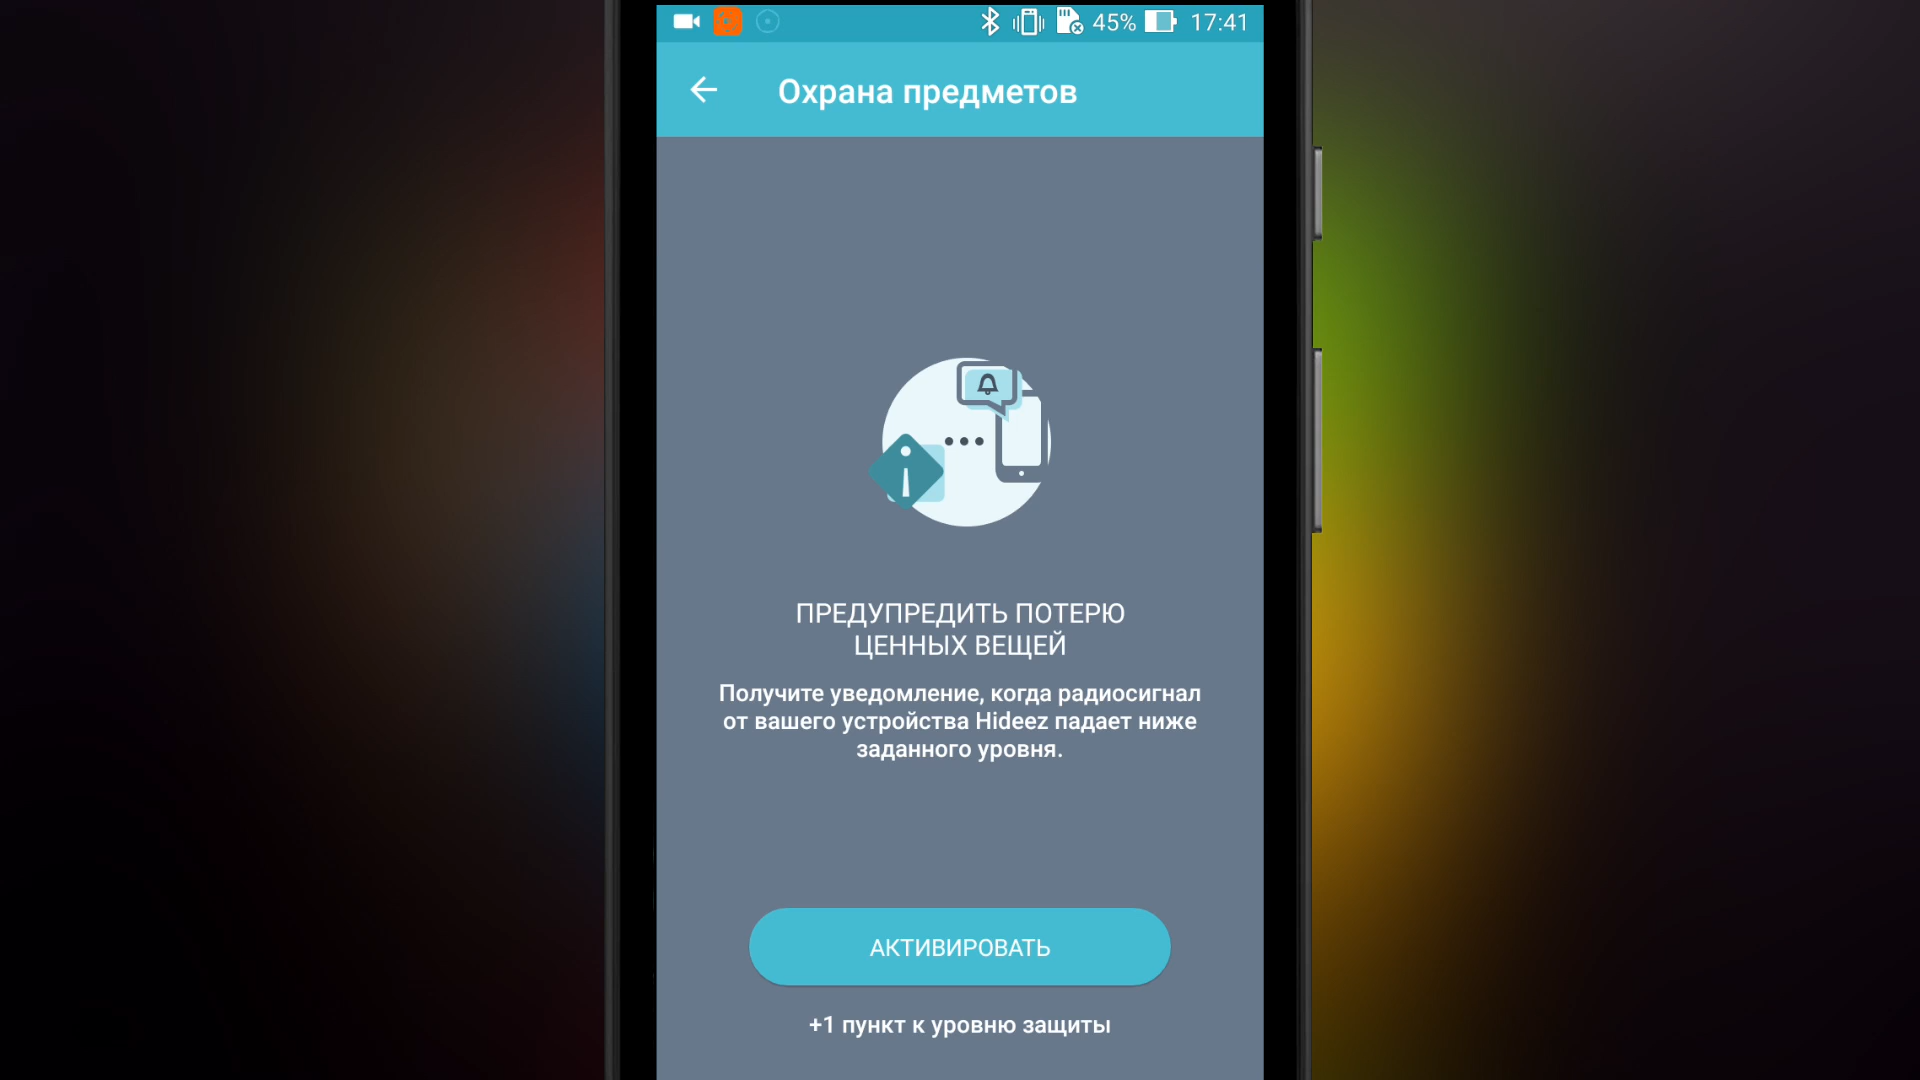 45% 17:41
Охрана предметов
ПРЕДУПРЕДИТЬ ПОТЕРЮ
ЦЕННЫХ ВЕЩЕЙ
Получите уведомление, когда радиосигнал
от вашего устройства Hideez падает ниже
заданного уровня.
АКТИВИРОВАТЬ
+1 пункт к уровню защиты